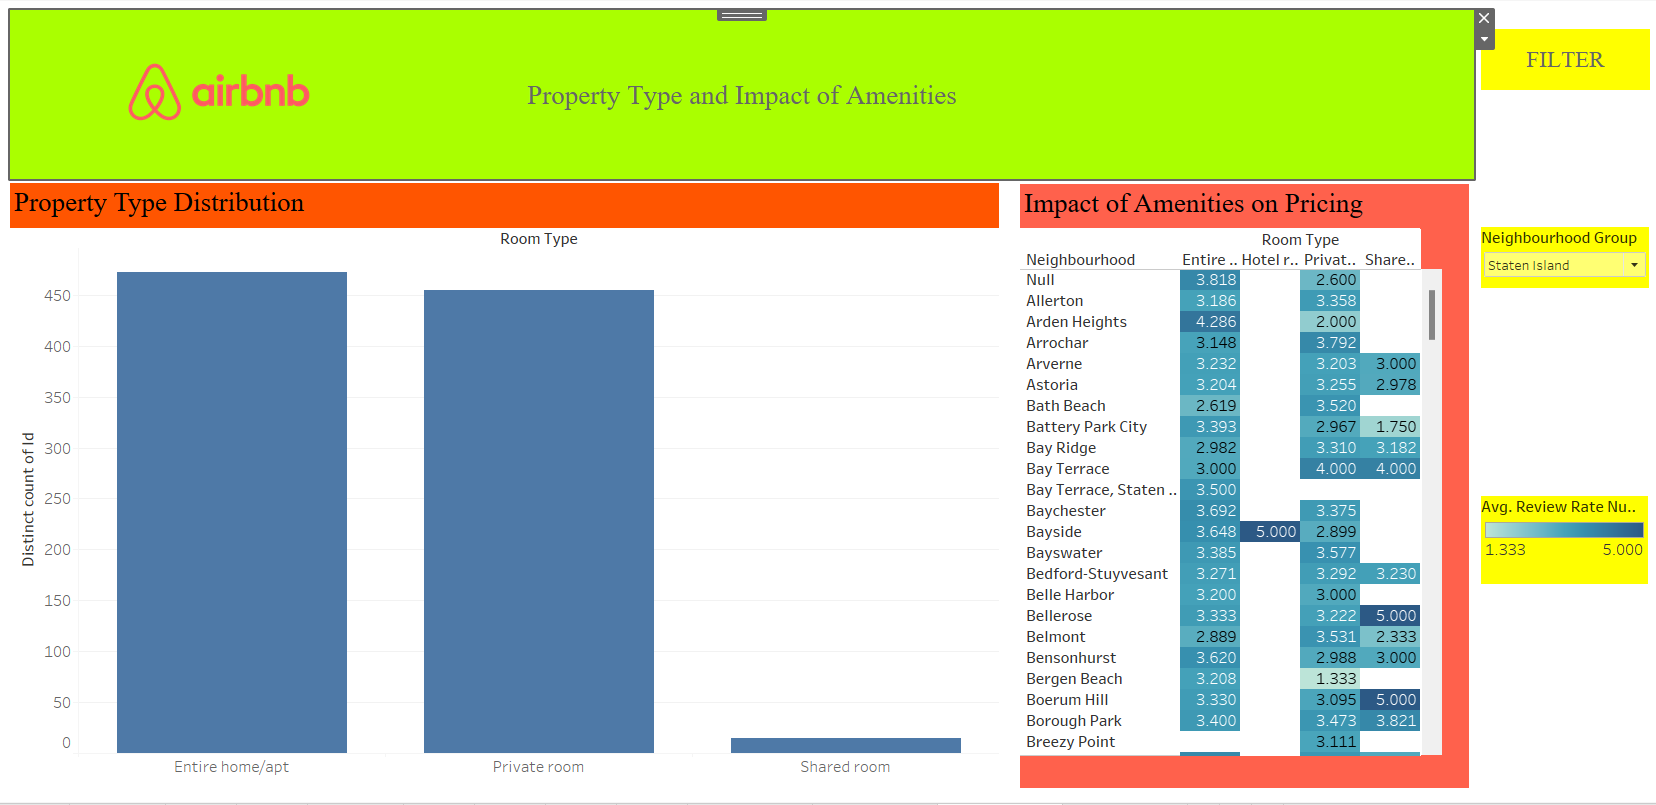 airbnb
Property Type and Impact of Amenities
FILTER
Property Type Distribution
Room Type
Distinct count of Id
450
400
350
300
250
200
150
100
50
0
Entire home/apt Private room Shared room
Impact of Amenities on Pricing
Room Type
Neighbourhood Entire .. Hotel r.. Privat.. Share..
Null 3.818 2.600
Allerton 3.186 3.358
Arden Heights 4.286 2.000
Arrochar 3.148 3.792
Arverne 3.232 3.203 3.000
Astoria 3.204 3.255 2.978
Bath Beach 2.619 3.520
Battery Park City 3.393 2.967 1.750
Bay Ridge 2.982 3.310 3.182
Bay Terrace 3.000 4.000 4.000
Bay Terrace, Staten .. 3.500
Baychester 3.692 3.375
Bayside 3.648 5.000 2.899
Bayswater 3.385 3.577
Bedford-Stuyvesant 3.271 3.292 3.230
Belle Harbor 3.200 3.000
Bellerose 3.333 3.222 5.000
Belmont 2.889 3.531 2.333
Bensonhurst 3.620 2.988 3.000
Bergen Beach 3.208 1.333
Boerum Hill 3.330 3.095 5.000
Borough Park 3.400 3.473 3.821
Breezy Point 3.111
Neighbourhood Group
Staten Island
Avg. Review Rate Nu..
1.333 5.000